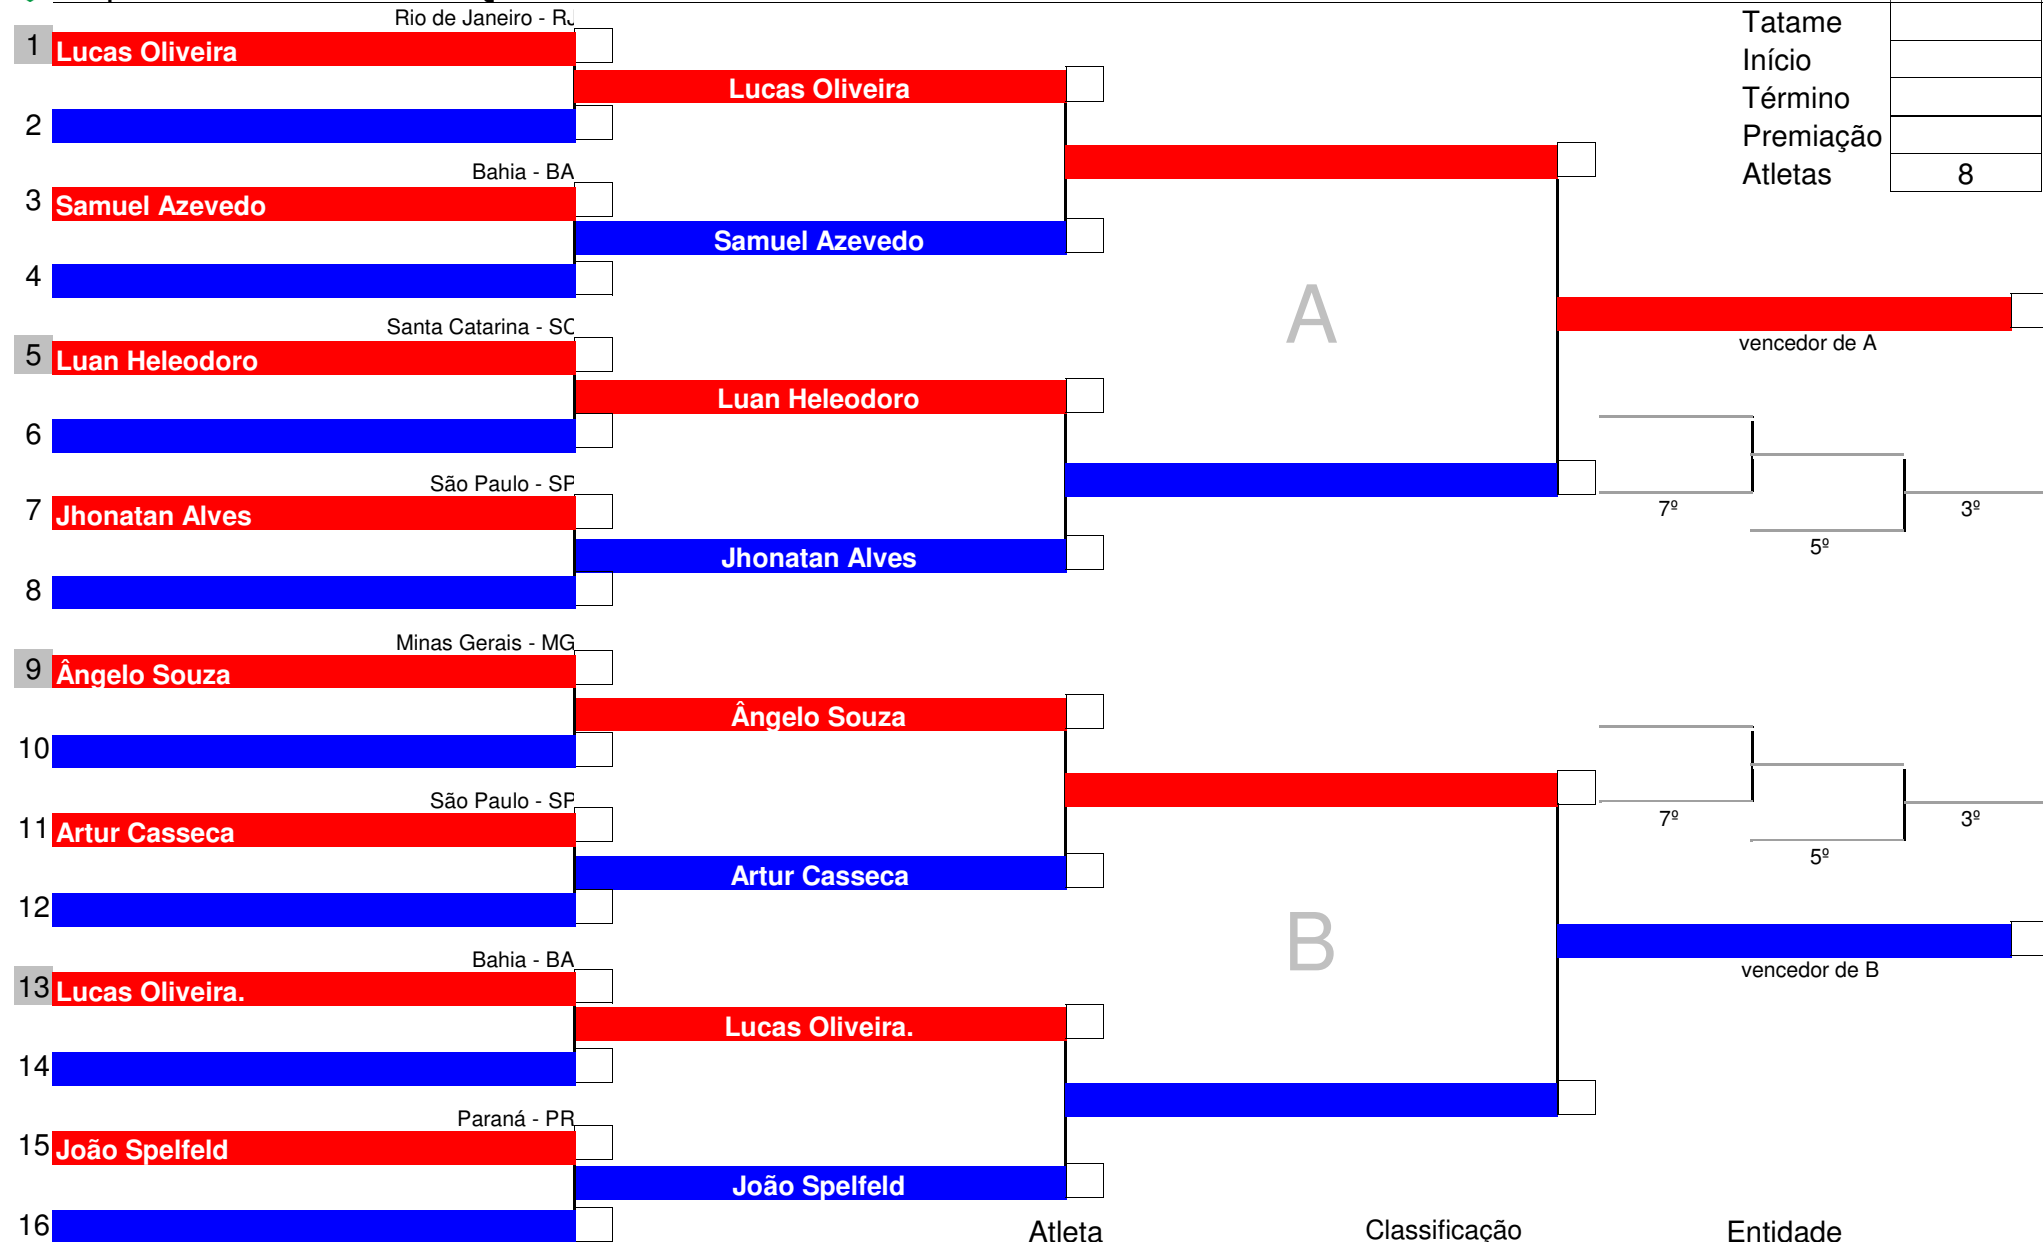 Rio de Janeiro - RJ
Tatame
1 Lucas Oliveira
Início
Lucas Oliveira
Término
2
Premiação
Bahia - BA
Atletas 8
3 Samuel Azevedo
Samuel Azevedo
4
A
Santa Catarina - SC
vencedor de A
5 Luan Heleodoro
Luan Heleodoro
6
São Paulo - SP
7 Jhonatan Alves
7º 3º
5º
Jhonatan Alves
8
Minas Gerais - MG
9 Ângelo Souza
Ângelo Souza
10
São Paulo - SP
7º 3º
11 Artur Casseca
5º
Artur Casseca
12
B
Bahia - BA
vencedor de B
13 Lucas Oliveira.
Lucas Oliveira.
14
Paraná - PR
15 João Spelfeld
João Spelfeld
16
Atleta Classificação Entidade